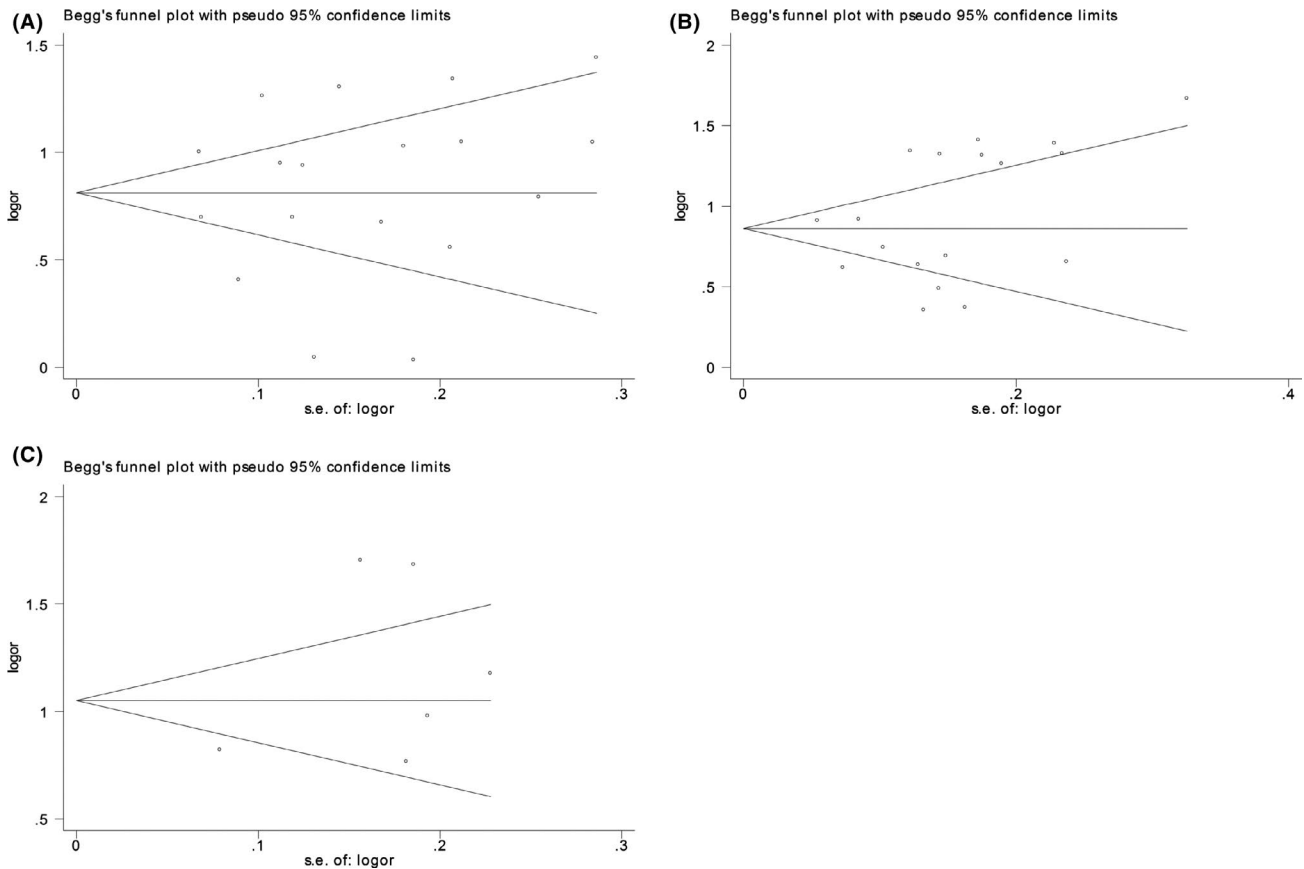 (A)
Begg's funnel plot with pseudo 95% confidence limits
1.5
1
.5
0
logor
0 .1 .2 .3
s.e. of: logor
(B)
Begg's funnel plot with pseudo 95% confidence limits
2
1.5
1
.5
0
logor
0 .2 .4
s.e. of: logor
(C)
Begg's funnel plot with pseudo 95% confidence limits
2
1.5
1
.5
logor
0 .1 .2 .3
s.e. of: logor